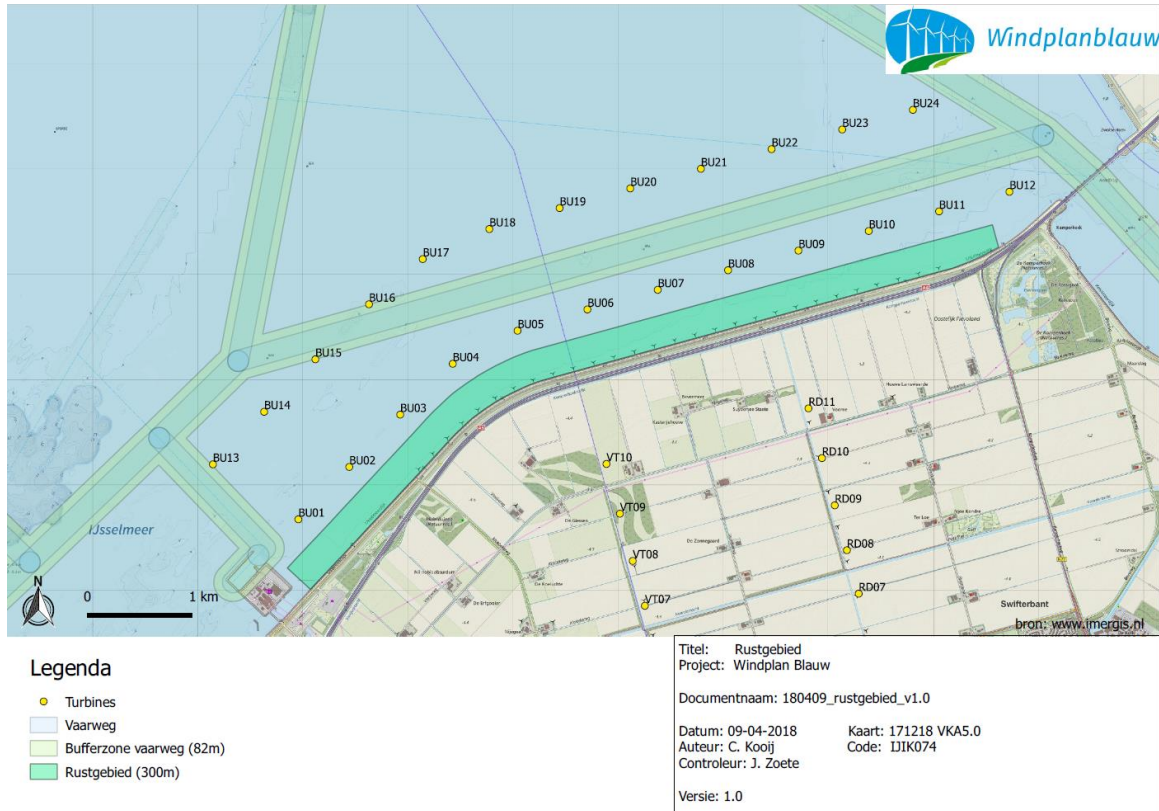 Windplanblauw
BU24
BU23
BU22
BU21
BU12
BU20
BU11
BU19
BU10
BU18
BU09
BU17
BU08
BU07
BU16
BU06
BU05
BU15
BU04
BU14
BU03
RD11
RD10
VT10
BU13
BU02
RD09
VT09
BU01
IJsselmeer
RD08
VT08
RD07
VT07
Swifterbant
N
0 1 km
bron: www.imergis.nl
Legenda
Turbines
Vaarweg
Bufferzone vaarweg (82m)
Rustgebied (300m)
Titel: Rustgebied
Project: Windplan Blauw
Documentnaam: 180409_rustgebied_v1.0
Datum: 09-04-2018 Kaart: 171218 VKA5.0
Auteur: C. Kooij Code: IJIK074
Controleur: J. Zoete
Versie: 1.0